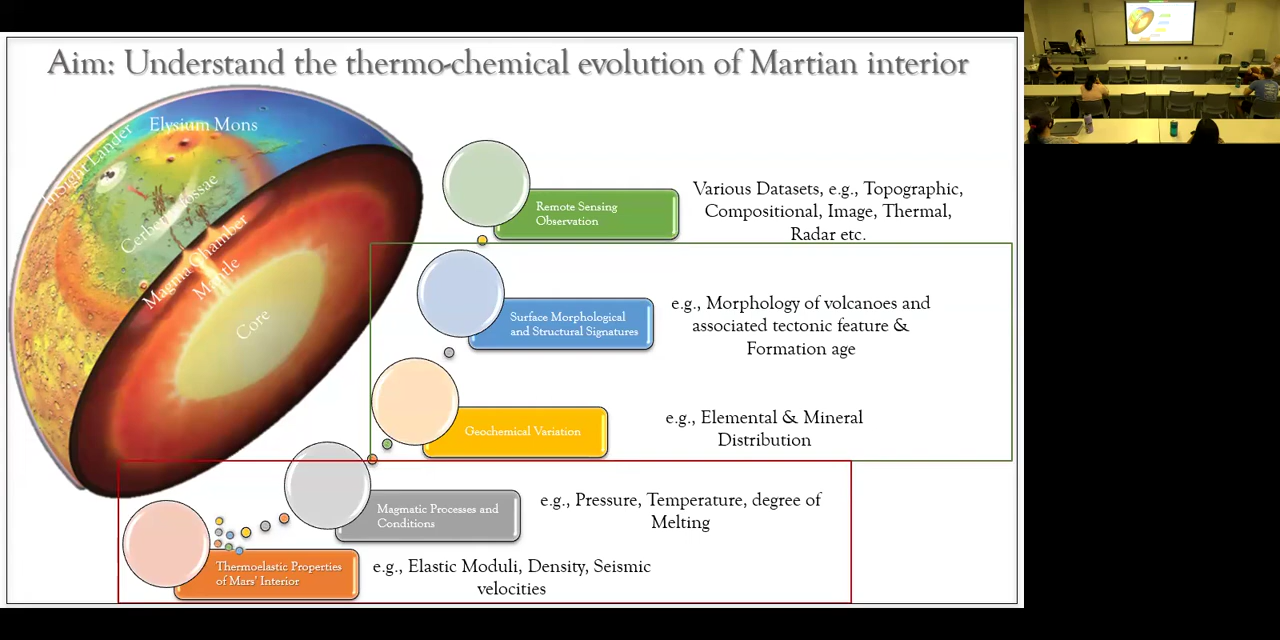 Aim: Understand the thermo-chemical evolution of Martian interior
Elysium Mons
InSight Lander
Cerberus Fossae
Magma Chamber
Mantle
Core
Remote Sensing
Observation
Various Datasets, e.g., Topographic,
Compositional, Image, Thermal,
Radar etc.
Surface Morphological
and Structural Signatures
e.g., Morphology of volcanoes and
associated tectonic feature &
Formation age
Geochemical Variation
e.g., Elemental & Mineral
Distribution
Magmatic Processes and
Conditions
e.g., Pressure, Temperature, degree of
Melting
Thermoelastic Properties
of Mars' Interior
e.g., Elastic Moduli, Density, Seismic
velocities